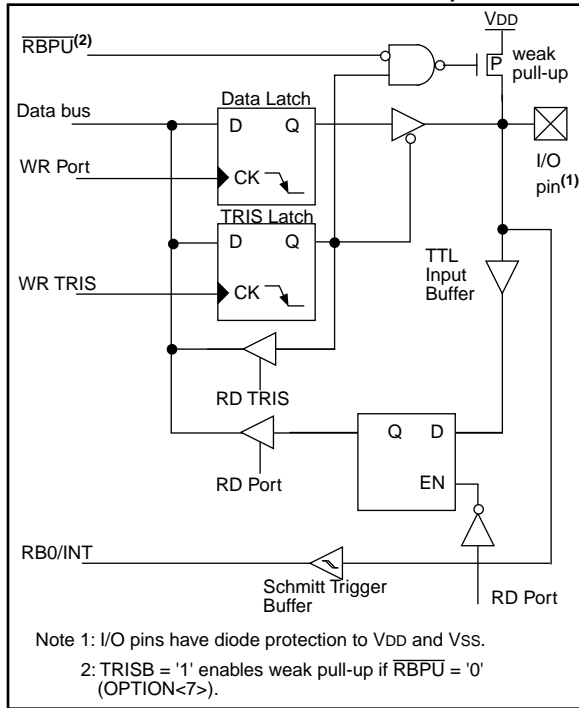 VDD
RBPU(2)
weak
pull-up
P
Data Latch
Data bus
D Q
WR Port
CK
I/O
pin(1)
TRIS Latch
D Q
TTL
Input
Buffer
WR TRIS
CK
RD TRIS
Q D
RD Port
EN
RB0/INT
Schmitt Trigger
Buffer
RD Port
Note 1: I/O pins have diode protection to VDD and VSS.
2: TRISB = '1' enables weak pull-up if RBPU = '0'
(OPTION<7>).